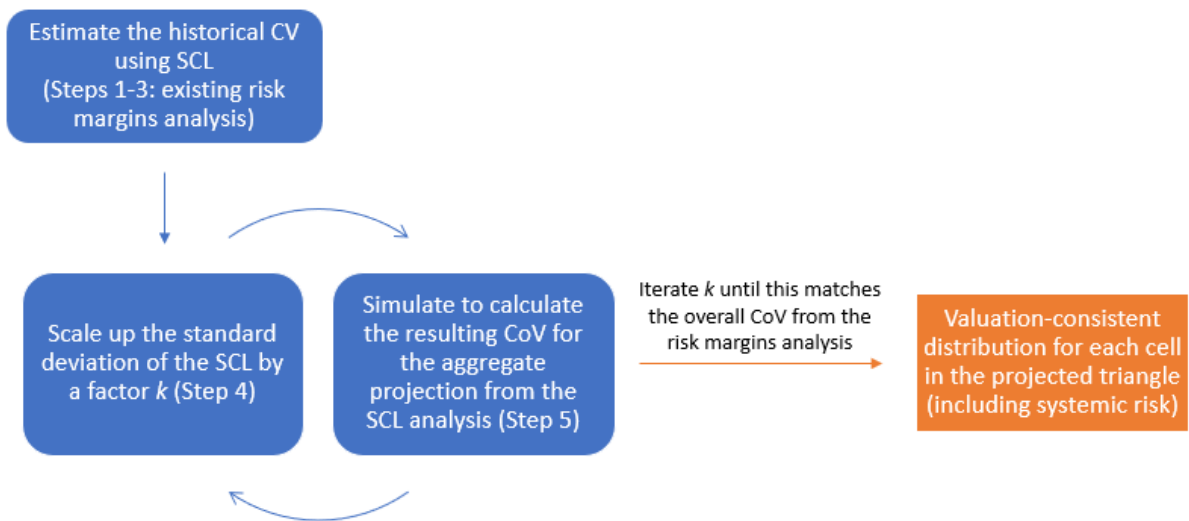 Estimate the historical CV
using SCL
(Steps 1-3: existing risk
margins analysis)
Scale up the standard
deviation of the SCL by
a factor k (Step 4)
Simulate to calculate
the resulting CoV for
the aggregate
projection from the
SCL analysis (Step 5)
Iterate k until this matches
the overall CoV from the
risk margins analysis
Valuation-consistent
distribution for each cell
in the projected triangle
(including systemic risk)